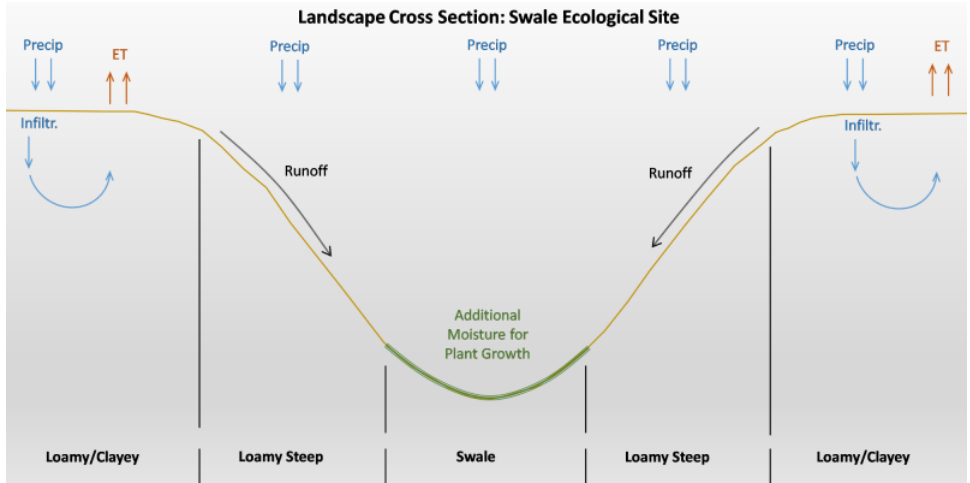 Landscape Cross Section: Swale Ecological Site
Precip
ET
Precip
Precip
Precip
Precip
ET
Infiltr.
Infiltr.
Runoff
Runoff
Additional
Moisture for
Plant Growth
Loamy/Clayey
Loamy Steep
Swale
Loamy Steep
Loamy/Clayey